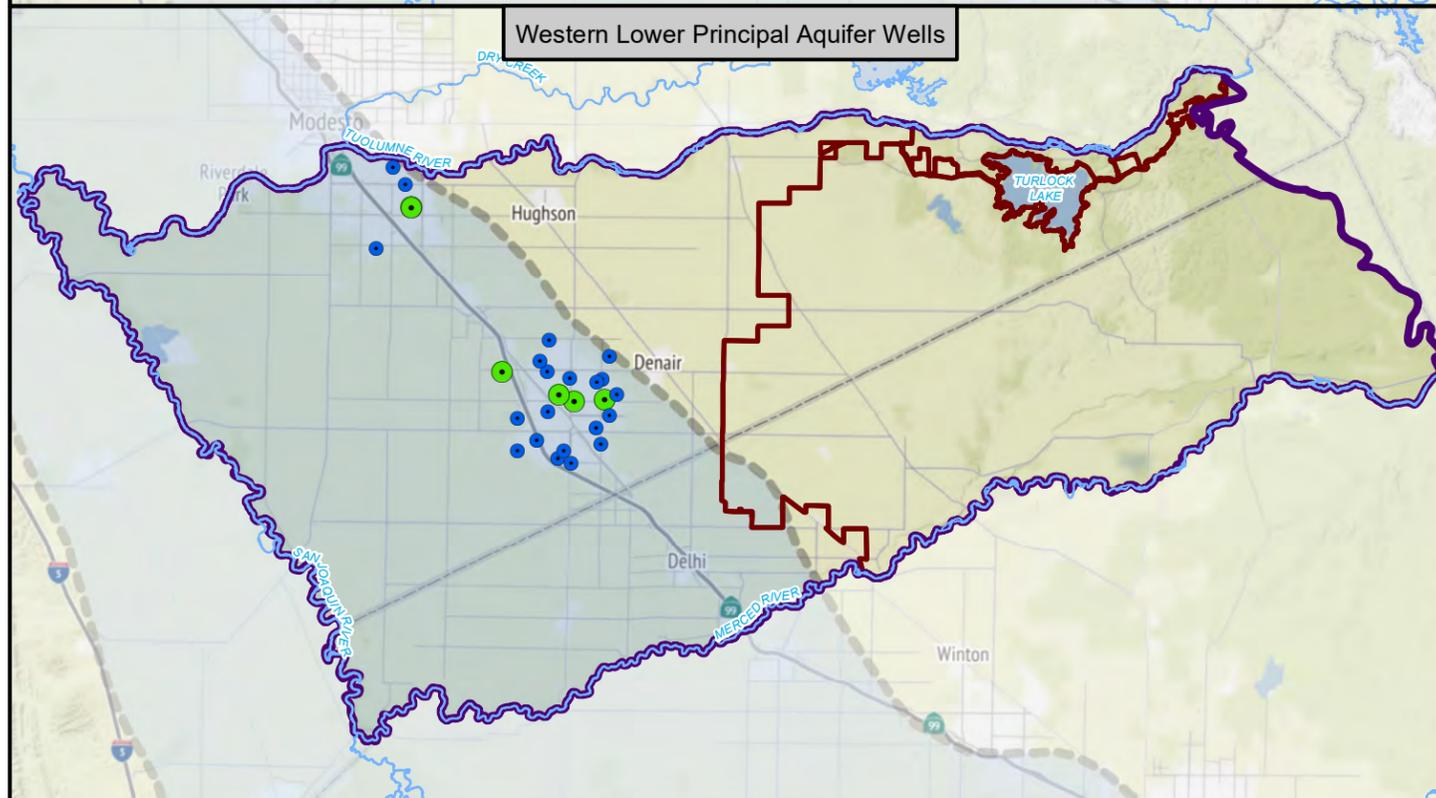 Western Lower Principal Aquifer Wells
DRY CREEK
Modesto
TUOLUMNE RIVER
99
Riverdale
Park
TURLOCK
LAKE
Hughson
Denair
SAN JOAQUIN RIVER
5
Delhi
99
MERCED RIVER
Winton
99
5